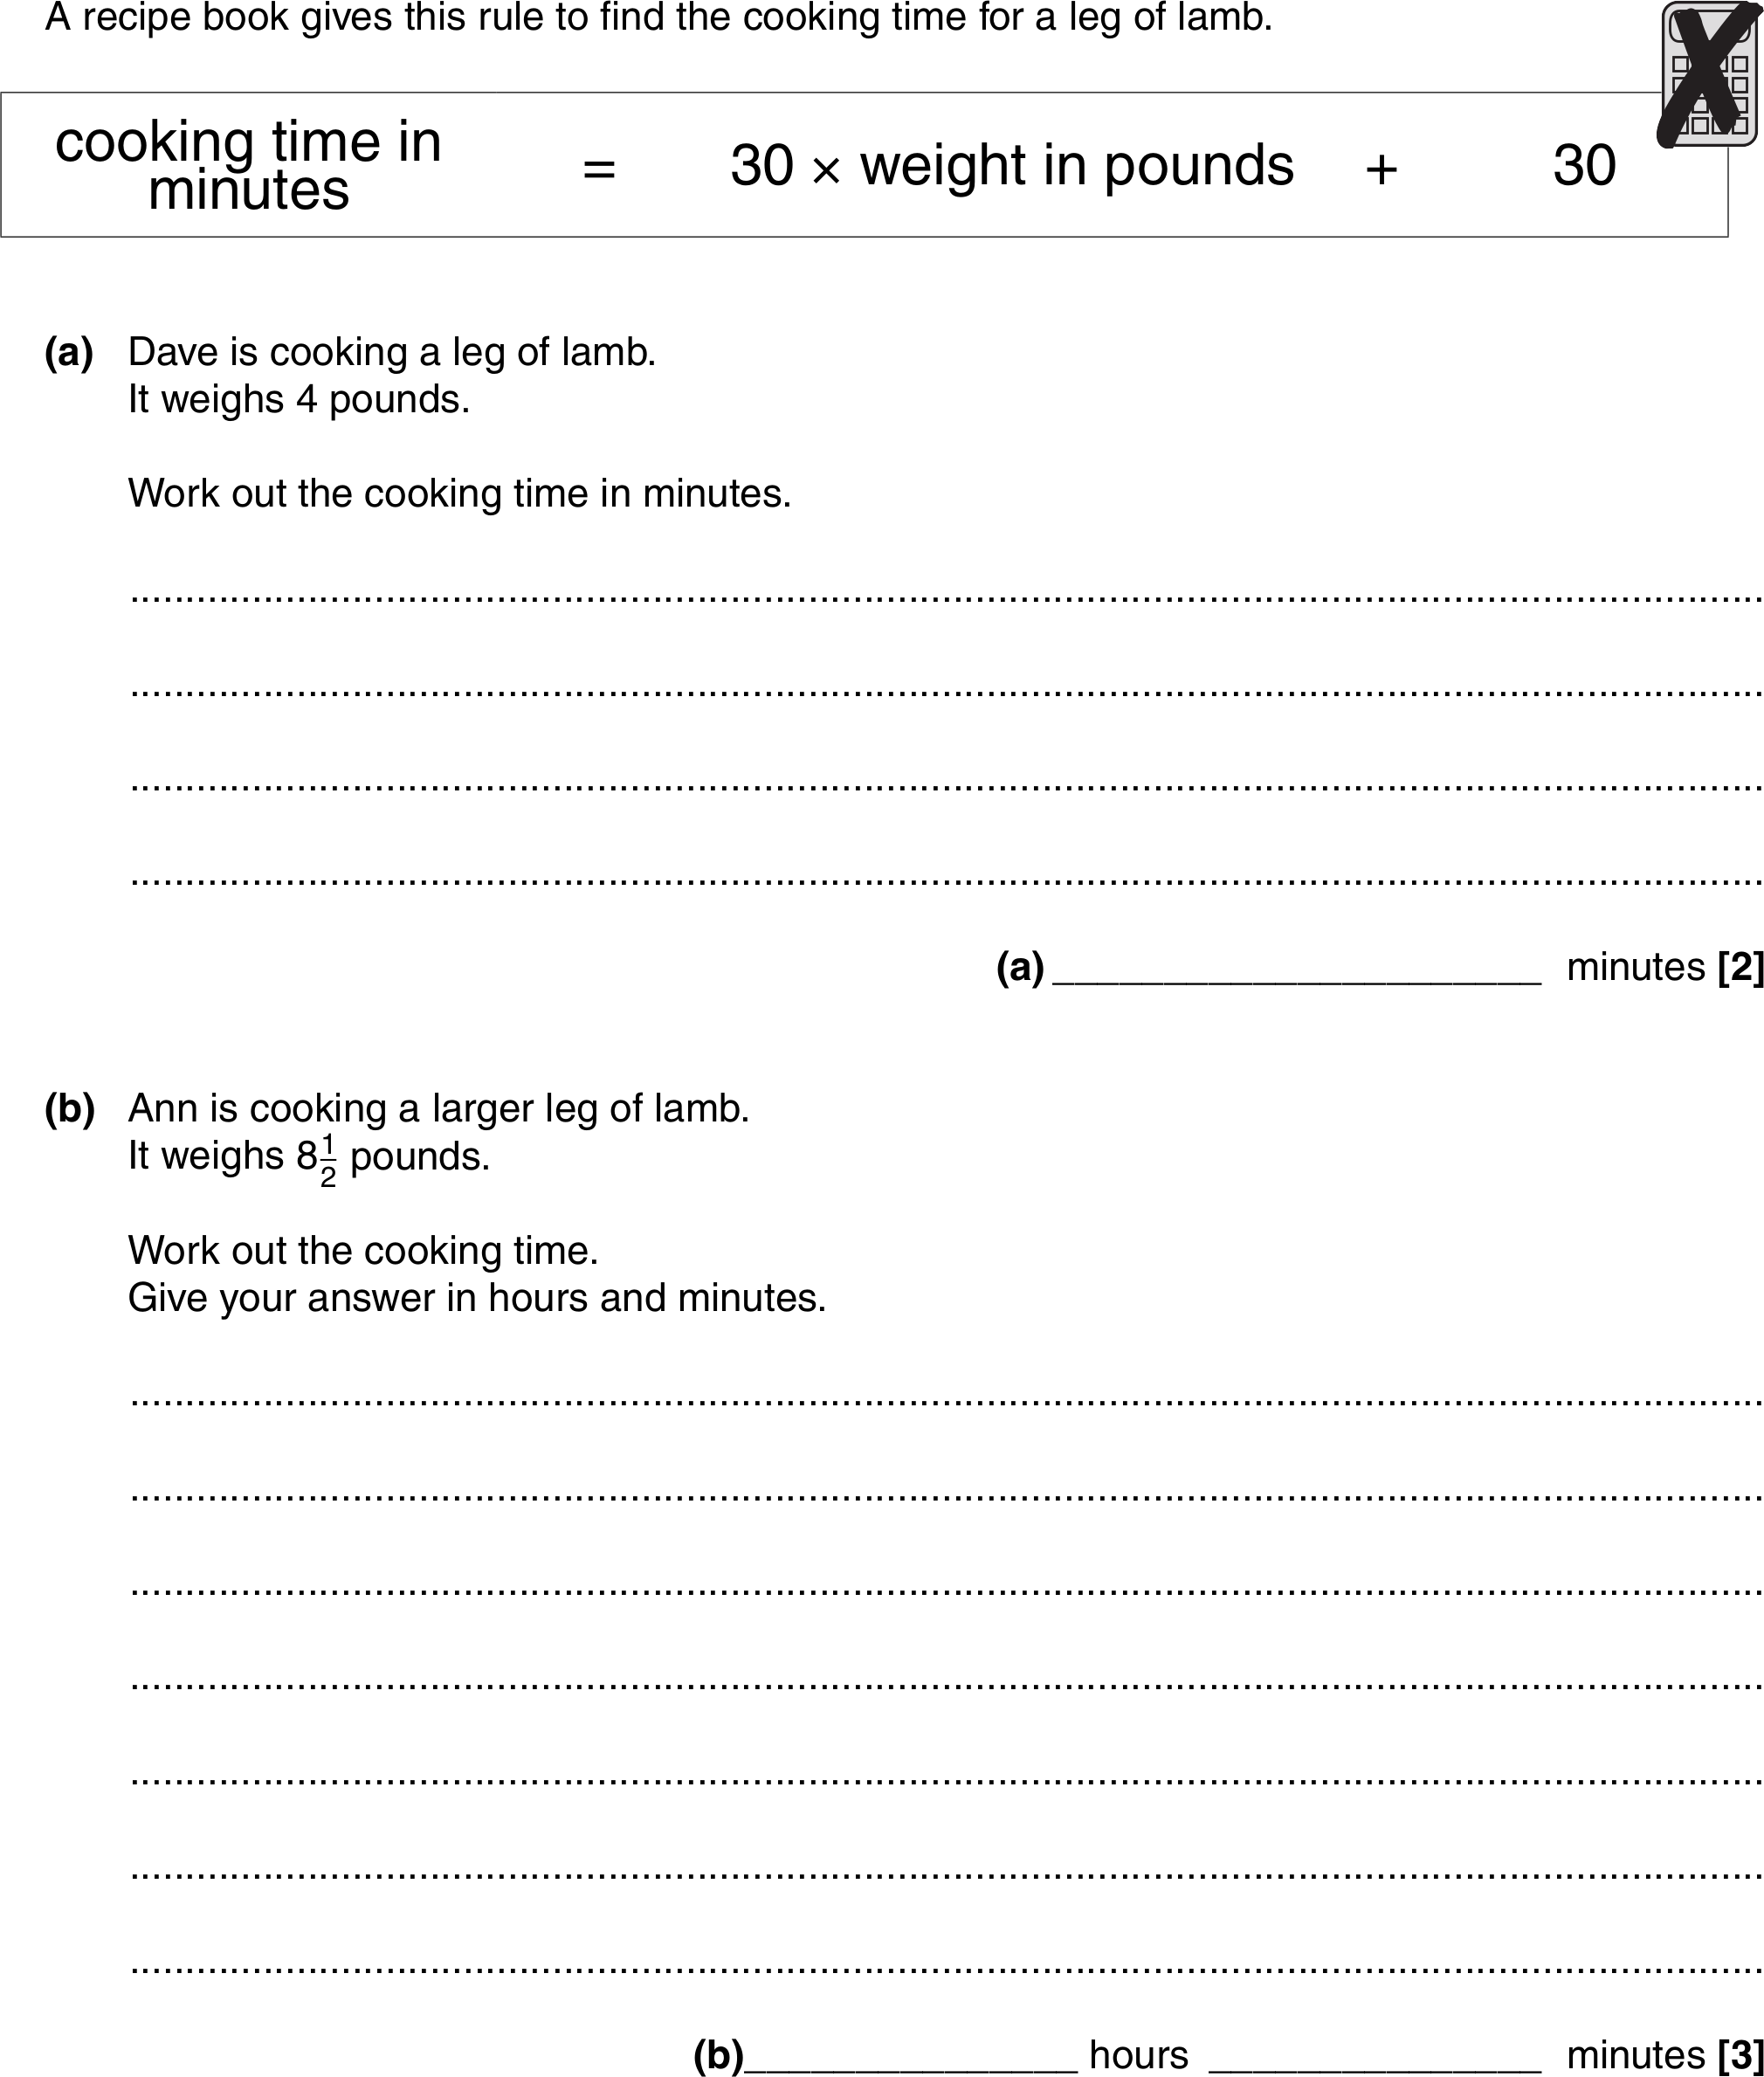 A recipe book gives this rule to find the cooking time for a leg of lamb.
cooking time in
minutes
= 30 × weight in pounds + 30
(a) Dave is cooking a leg of lamb.
It weighs 4 pounds.
Work out the cooking time in minutes.
(a) ______________________ minutes [2]
(b) Ann is cooking a larger leg of lamb.
It weighs 8½ pounds.
Work out the cooking time.
Give your answer in hours and minutes.
(b)_______________ hours _______________ minutes [3]